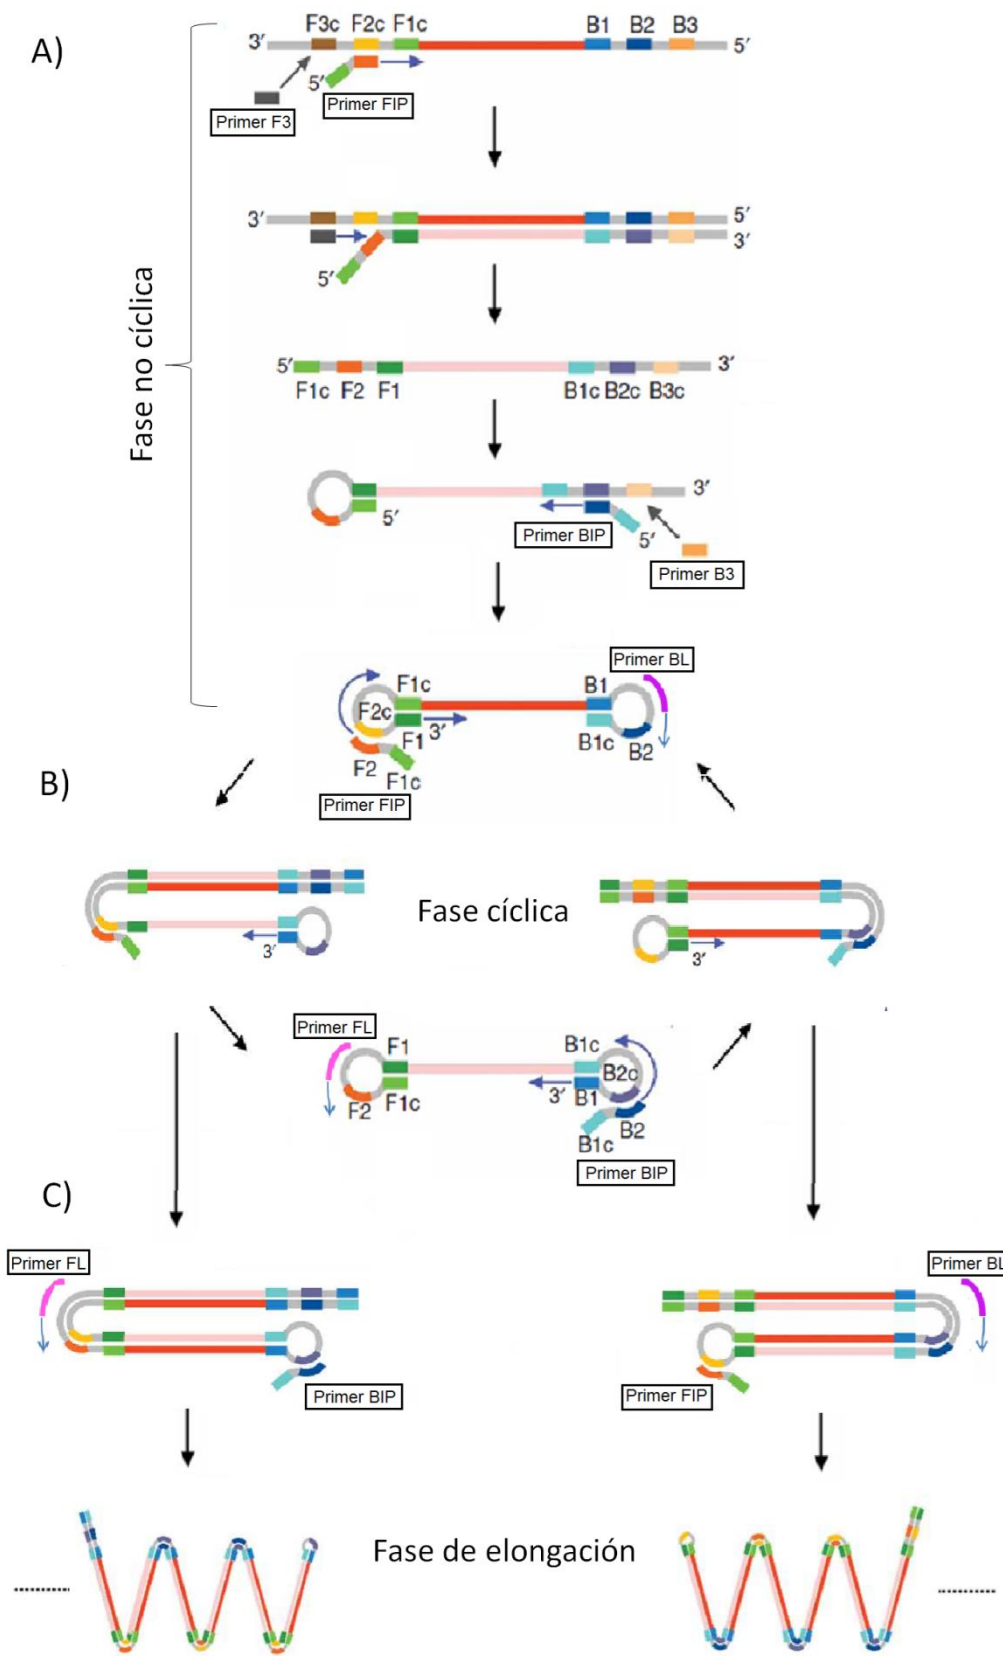 A)
F3c F2c F1c B1 B2 B3
3′ 5′
5′
Primer FIP
Primer F3
Fase no cíclica
3′ 5′
3′
5′
5′ 3′
F1c F2 F1 B1c B2c B3c
3′
5′
Primer BIP 5′
Primer B3
Primer BL
F1c B1
F2c
3′
F1 B1c B2
F2 F1c
Primer FIP
B)
Fase cíclica
3′ 3′
Primer FL
F1 B1c
B2c
3′ B1
F2 F1c
B1c B2
Primer BIP
C)
Primer FL Primer BL
Primer BIP Primer FIP
Fase de elongación